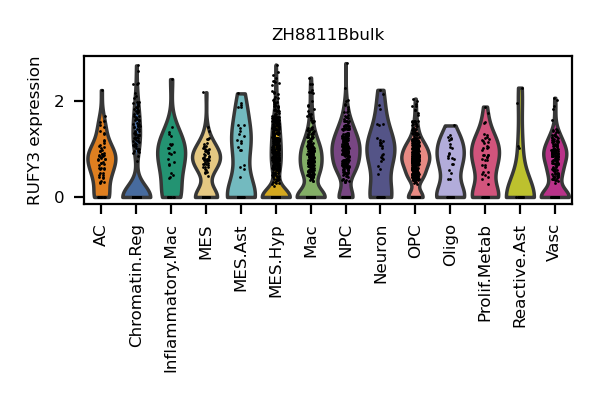 ZH8811Bbulk
RUFY3 expression
2
0
AC
Chromatin.Reg
Inflammatory.Mac
MES
MES.Ast
MES.Hyp
Mac
NPC
Neuron
OPC
Oligo
Prolif.Metab
Reactive.Ast
Vasc